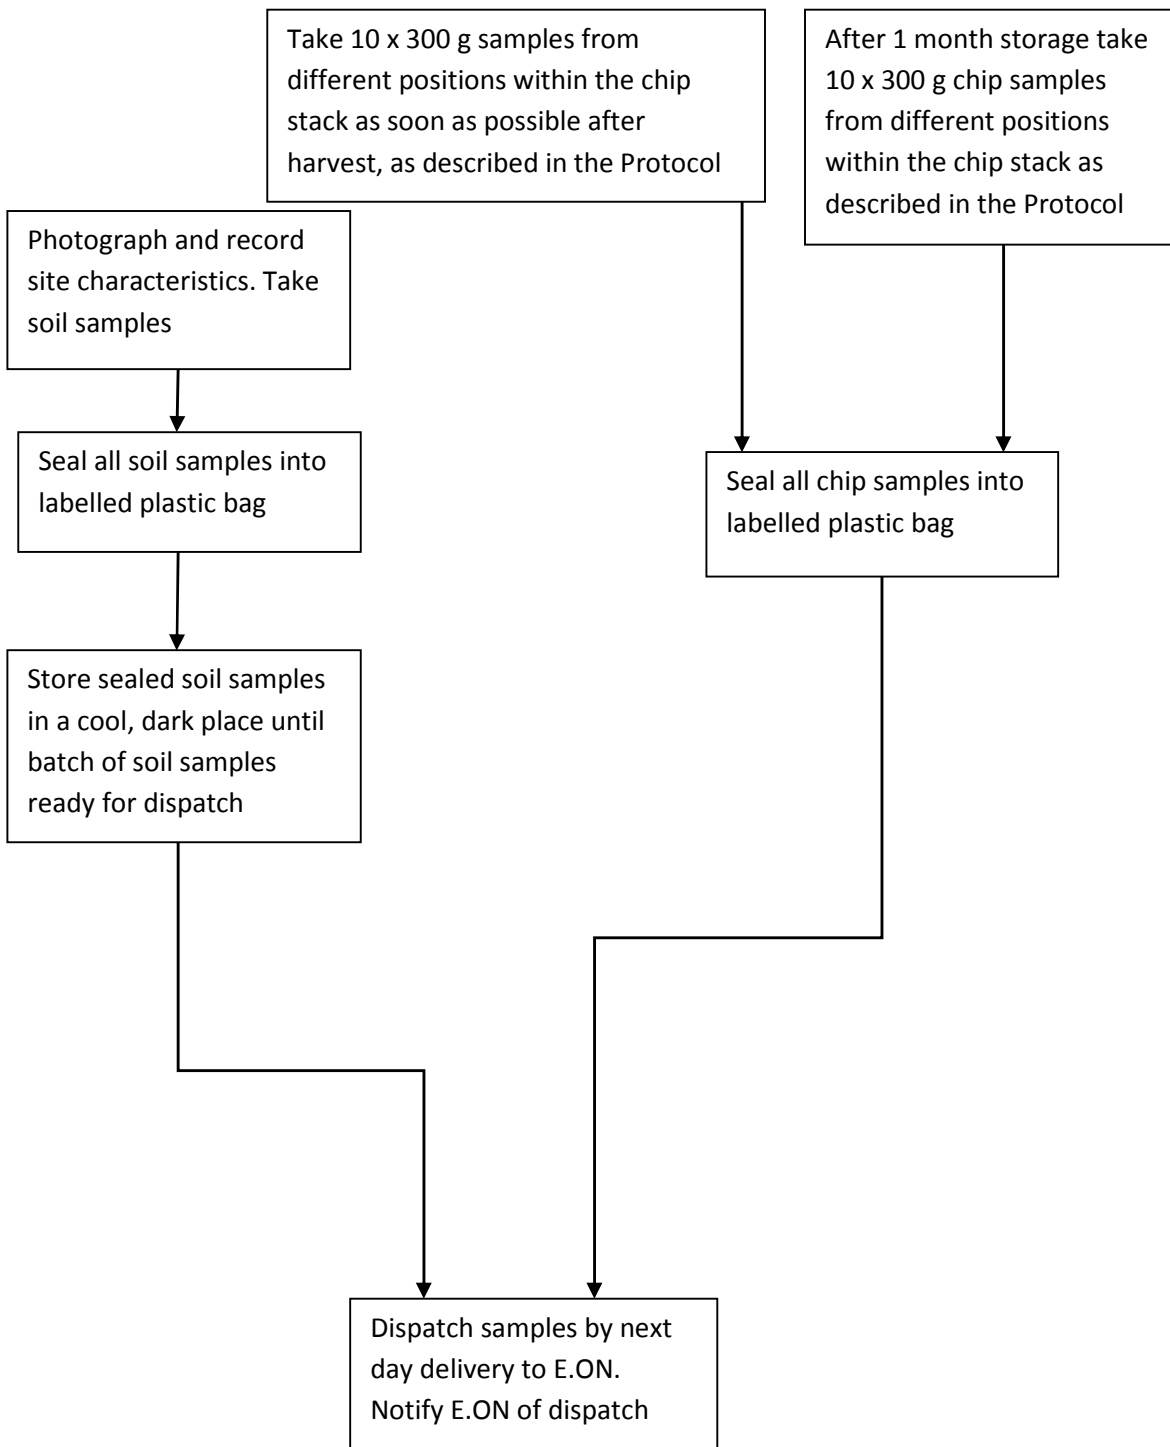 Take 10 x 300 g samples from
different positions within the chip
stack as soon as possible after
harvest, as described in the Protocol
After 1 month storage take
10 x 300 g chip samples
from different positions
within the chip stack as
described in the Protocol
Photograph and record
site characteristics. Take
soil samples
Seal all soil samples into
labelled plastic bag
Seal all chip samples into
labelled plastic bag
Store sealed soil samples
in a cool, dark place until
batch of soil samples
ready for dispatch
Dispatch samples by next
day delivery to E.ON.
Notify E.ON of dispatch